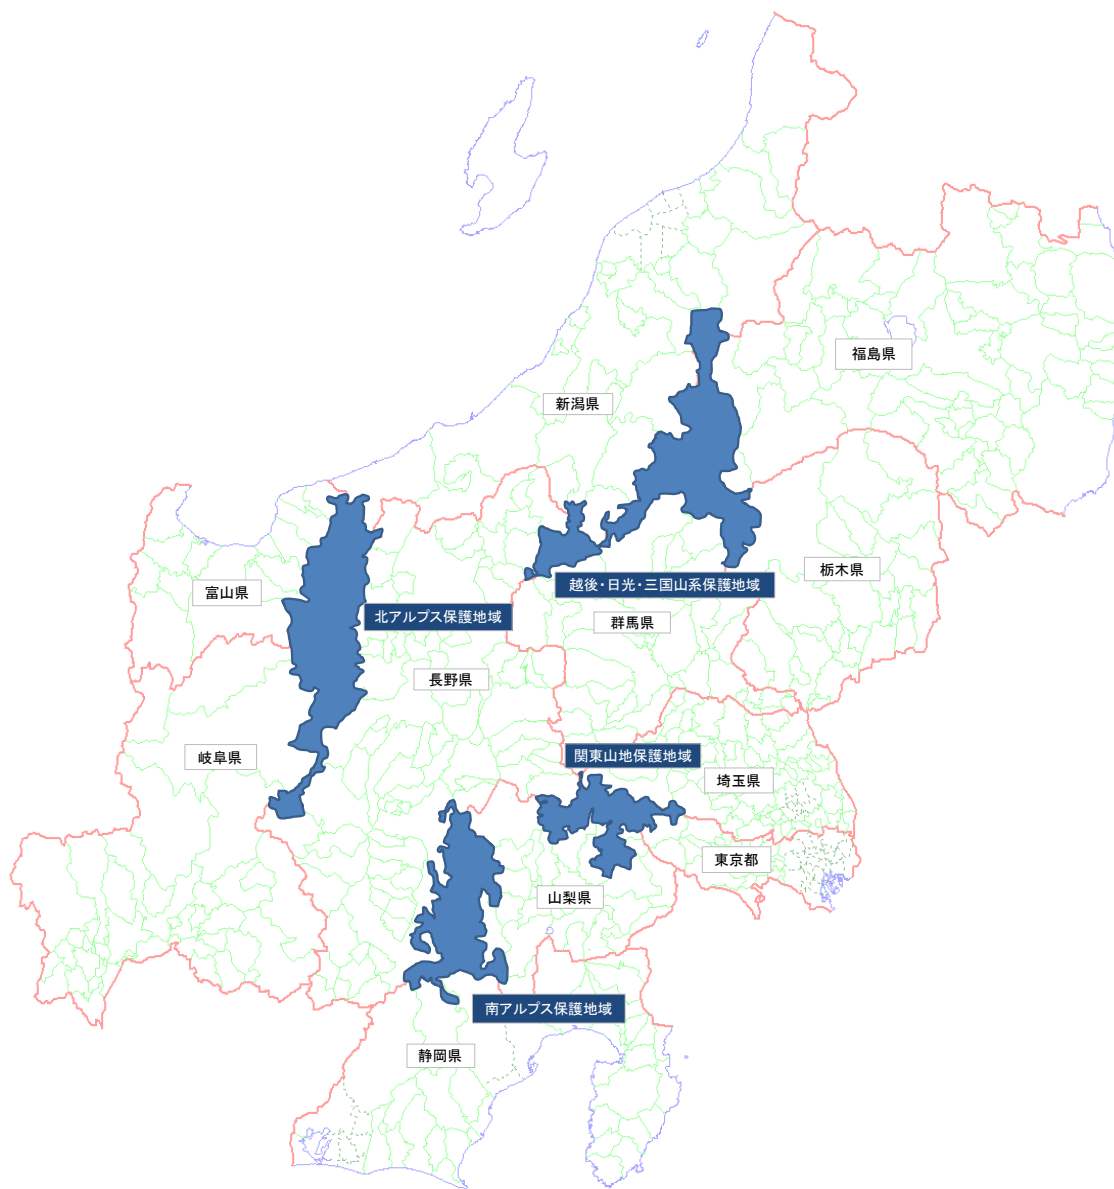 福島県
新潟県
栃木県
越後・日光・三国山系保護地域
富山県
北アルプス保護地域
群馬県
長野県
関東山地保護地域
岐阜県
埼玉県
東京都
山梨県
南アルプス保護地域
静岡県